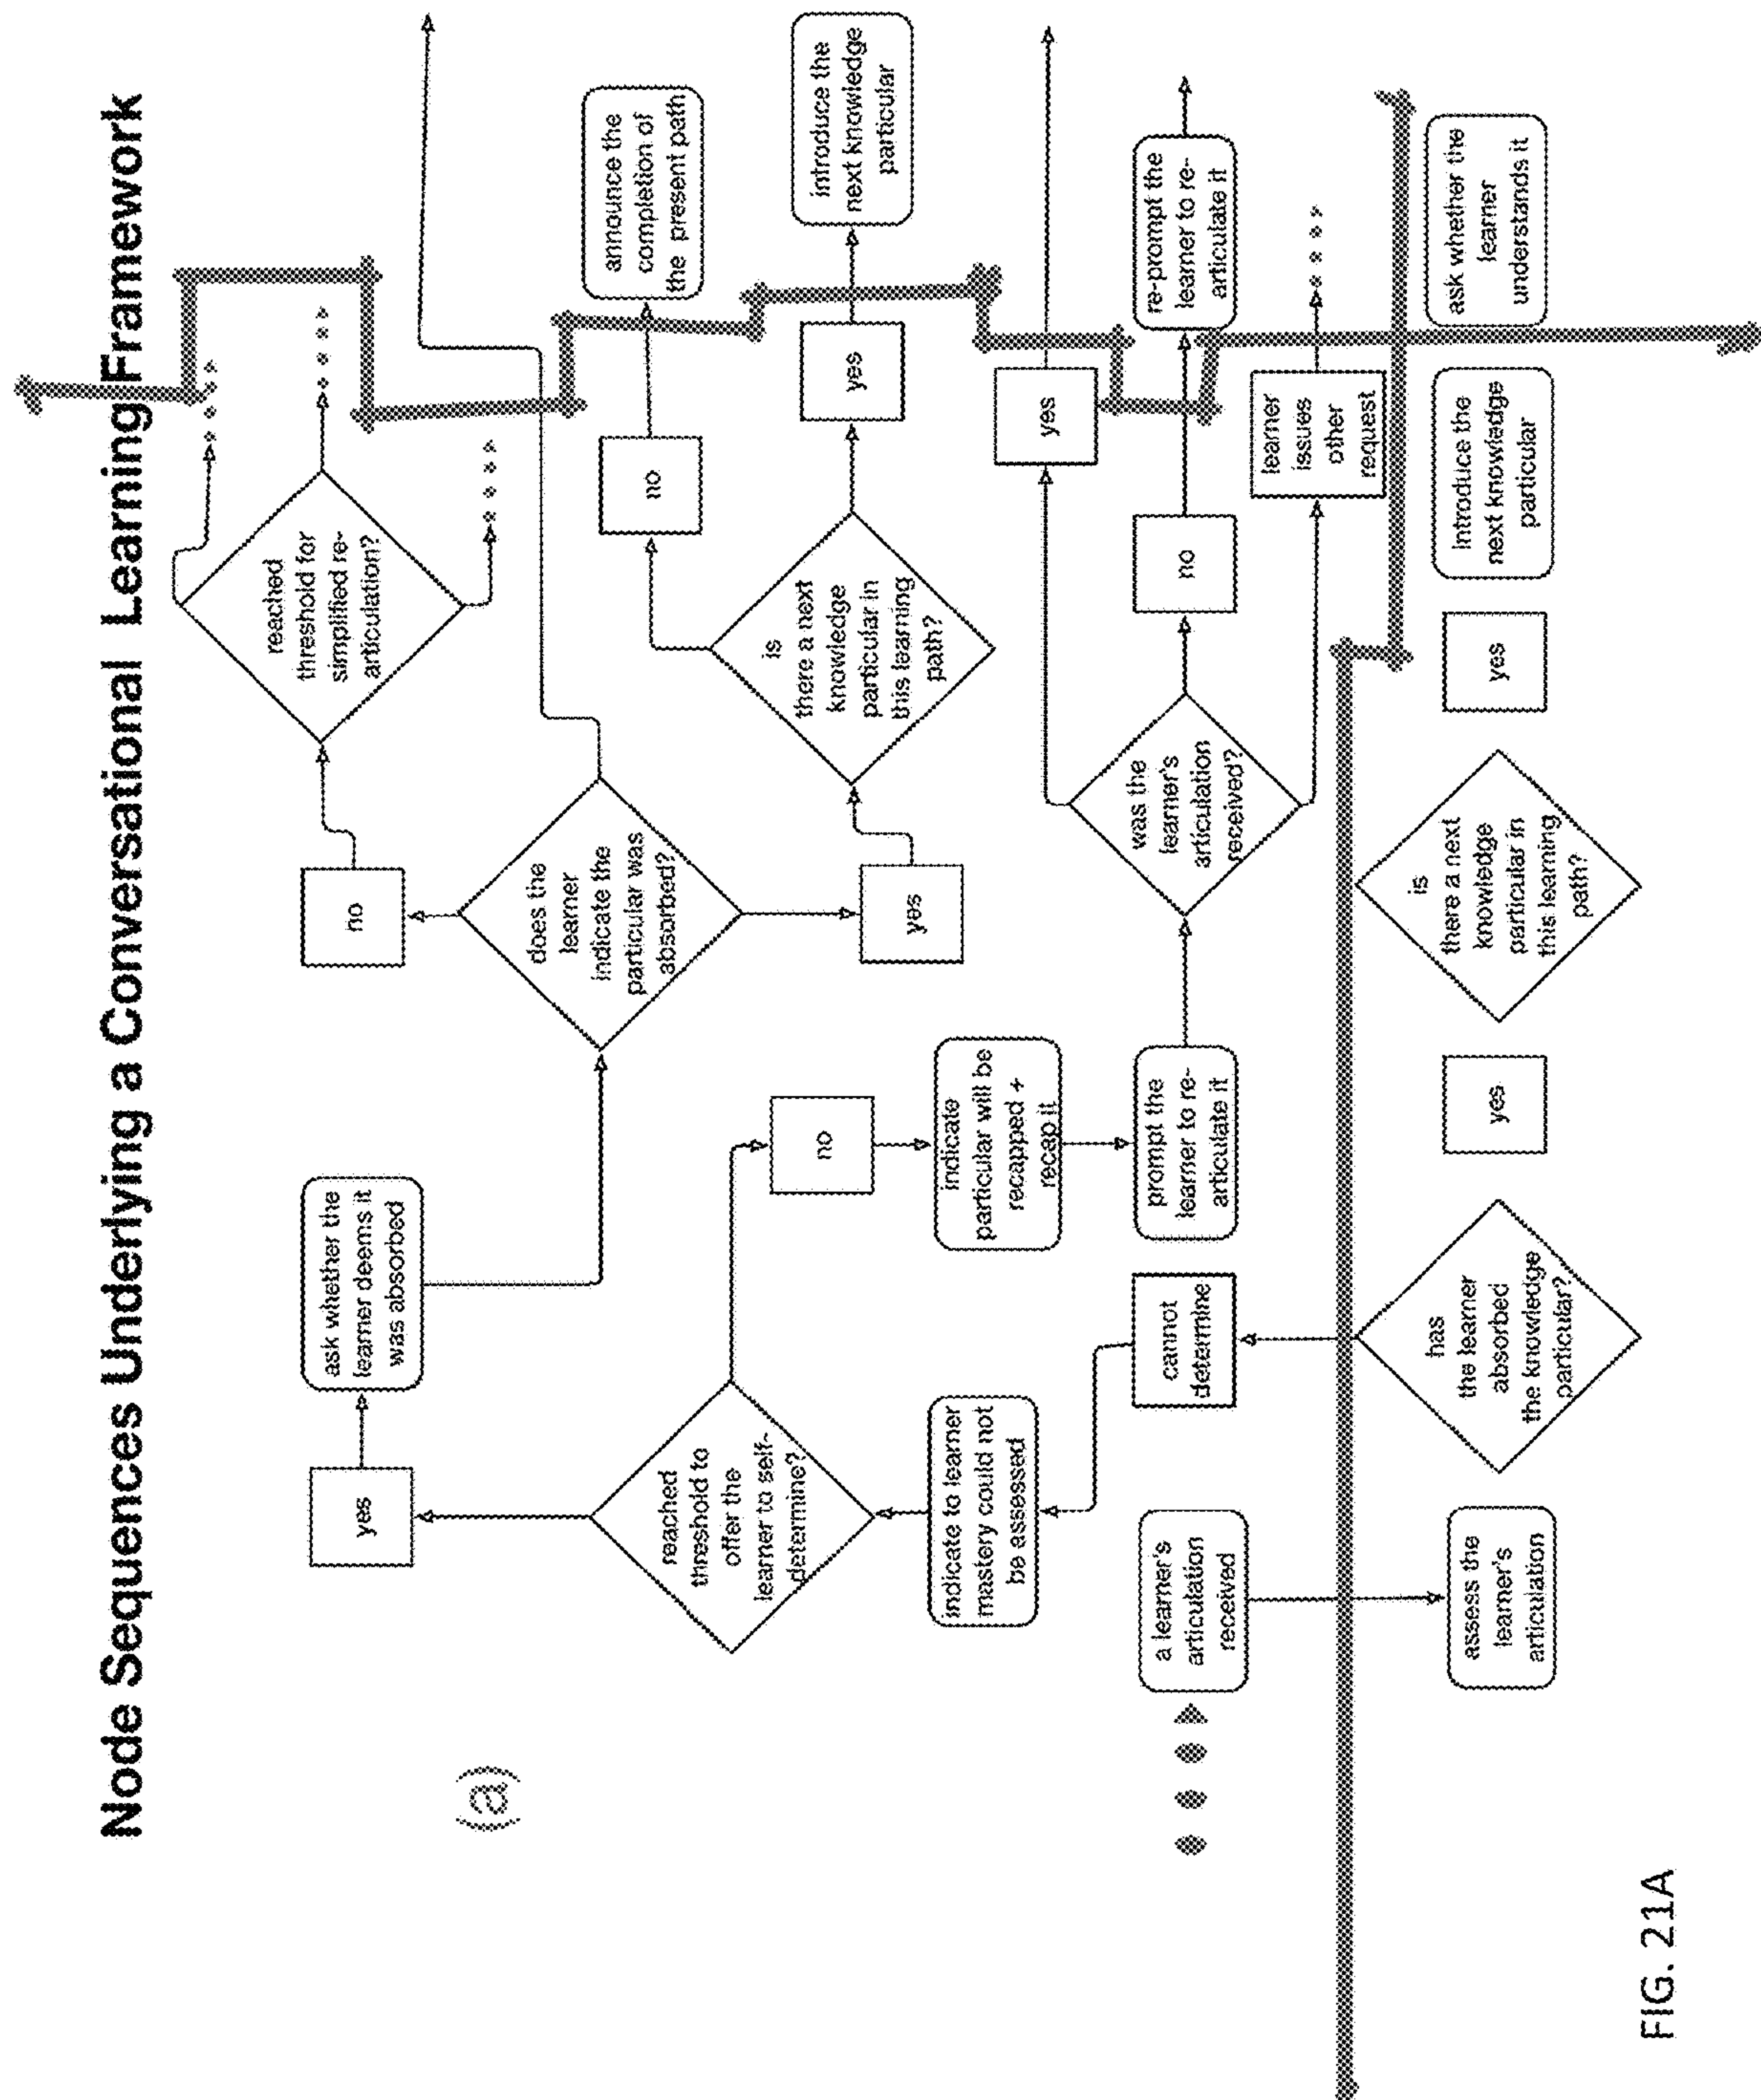 Node Sequences Underlying a Conversational Learning Framework
(a)
yes
ask whether the
learner deems it
was absorbed
no
reached
threshold for
simplified re-
articulation?
reached
threshold to
offer the
learner to self-
determine?
does the
learner
indicate the
particular was
absorbed?
no
announce the
completion of
the present path
no
yes
is
there a next
knowledge
particular in
this learning
path?
yes
introduce the
next knowledge
particular
indicate to learner
mastery could not
be assessed
indicate
particular will be
recapped +
recap it
yes
a learner's
articulation
received
cannot
determine
prompt the
learner to re-
articulate it
was the
learner's
articulation
received?
no
re-prompt the
learner to re-
articulate it
learner
issues
other
request
assess the
learner's
articulation
has
the learner
absorbed
the knowledge
particular?
yes
is
there a next
knowledge
particular in
this learning
path?
yes
introduce the
next knowledge
particular
ask whether the
learner
understands it
FIG. 21A